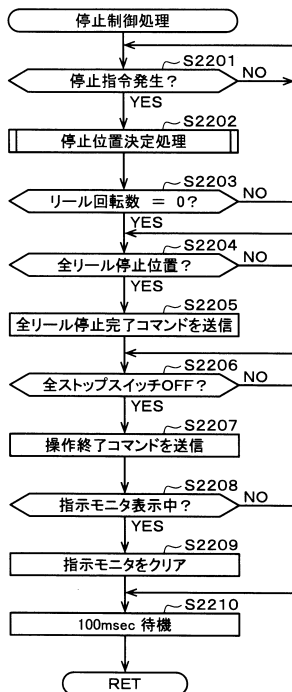 停止制御処理
S2201
停止指令発生？
NO
YES
S2202
停止位置決定処理
S2203
リール回転数 ＝ 0？
NO
YES
S2204
全リール停止位置？
NO
YES
S2205
全リール停止完了コマンドを送信
S2206
全ストップスイッチOFF？
NO
YES
S2207
操作終了コマンドを送信
S2208
指示モニタ表示中？
NO
YES
S2209
指示モニタをクリア
S2210
100msec 待機
RET